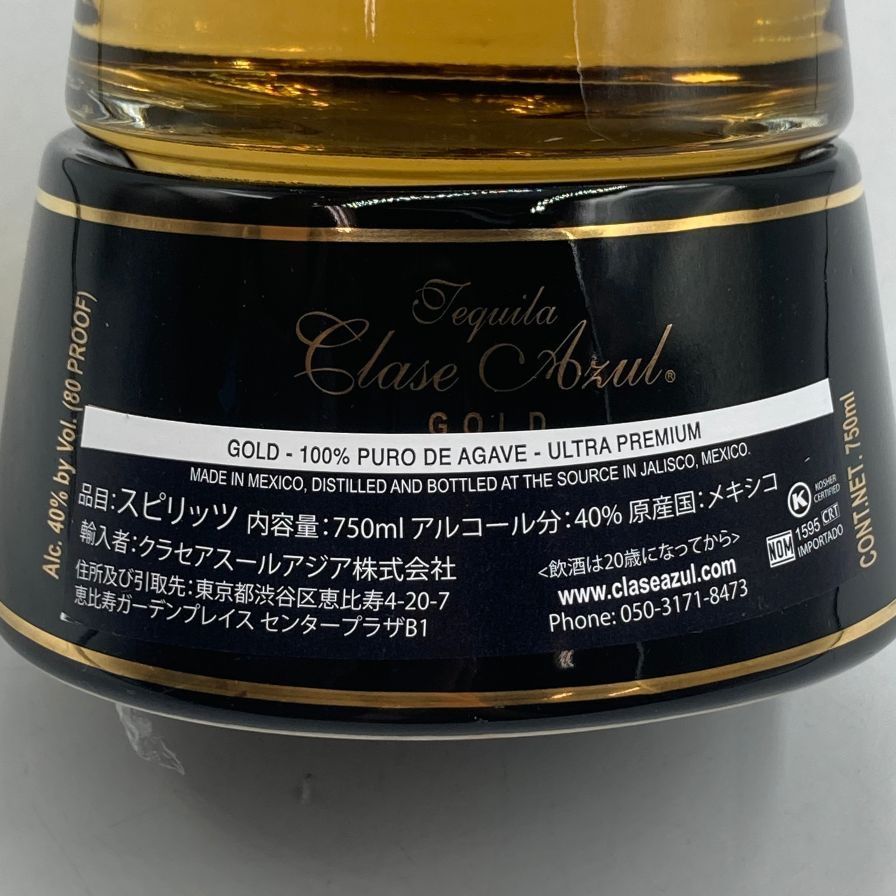 Tequila
Clase Azul®
GOLD
Alc. 40% by Vol. (80 PROOF)
CONT.NET. 750ml
GOLD - 100% PURO DE AGAVE - ULTRA PREMIUM
MADE IN MEXICO, DISTILLED AND BOTTLED AT THE SOURCE IN JALISCO, MEXICO.
品目:スピリッツ 内容量:750ml アルコール分:40% 原産国:メキシコ
輸入者:クラセアスールアジア株式会社
住所及び引取先:東京都渋谷区恵比寿4-20-7
恵比寿ガーデンプレイス センタープラザB1
<飲酒は20歳になってから>
www.claseazul.com
Phone: 050-3171-8473
K KOSHER
CERTIFIED
NOM 1595 CRT
IMPORTADO